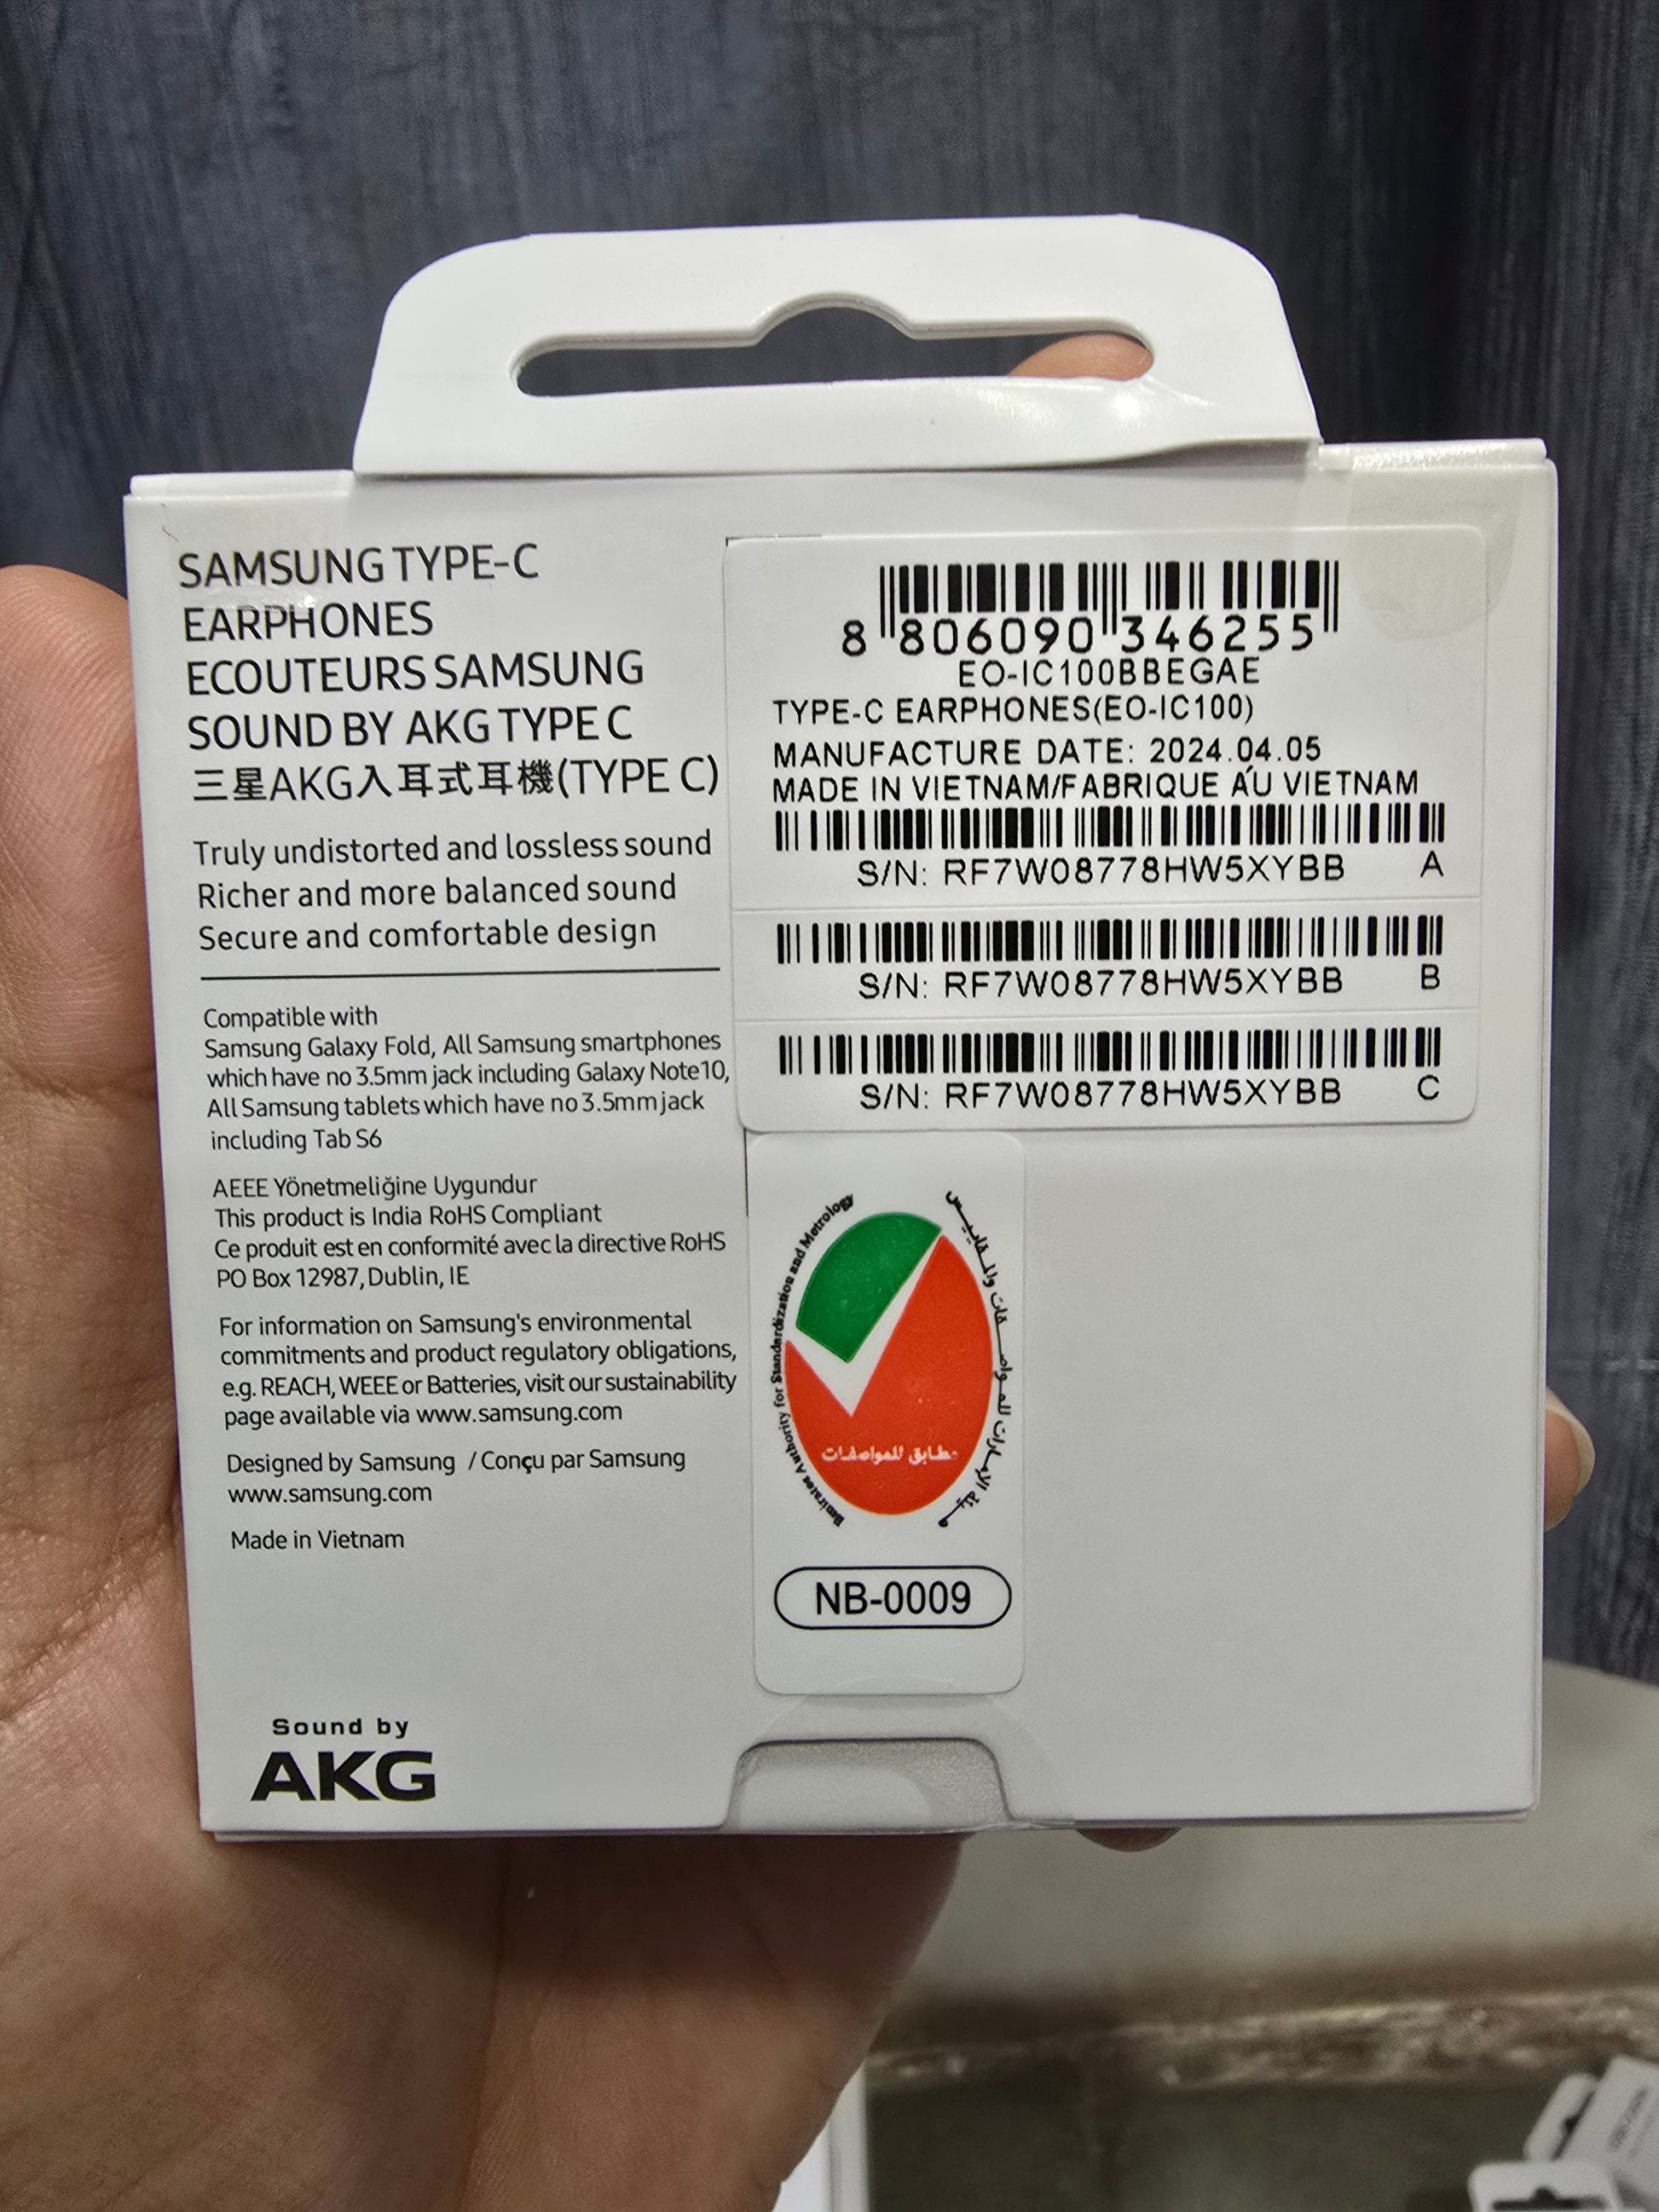 SAMSUNG TYPE-C
EARPHONES
ECOUTEURS SAMSUNG
SOUND BY AKG TYPE C
三星AKG入耳式耳機(TYPE C)
Truly undistorted and lossless sound
Richer and more balanced sound
Secure and comfortable design
Compatible with
Samsung Galaxy Fold, All Samsung smartphones
which have no 3.5mm jack including Galaxy Note10,
All Samsung tablets which have no 3.5mm jack
including Tab S6
AEEE Yönetmeliğine Uygundur
This product is India RoHS Compliant
Ce produit est en conformité avec la directive RoHS
PO Box 12987, Dublin, IE
For information on Samsung's environmental
commitments and product regulatory obligations,
e.g. REACH, WEEE or Batteries, visit our sustainability
page available via www.samsung.com
Designed by Samsung / Conçu par Samsung
www.samsung.com
Made in Vietnam
Sound by
AKG
8 806090 346255
EO-IC100BBEGAE
TYPE-C EARPHONES(EO-IC100)
MANUFACTURE DATE: 2024.04.05
MADE IN VIETNAM/FABRIQUE AÚ VIETNAM
S/N: RF7W08778HW5XYBB A
S/N: RF7W08778HW5XYBB B
S/N: RF7W08778HW5XYBB C
Emirates Authority for Standardization and Metrology
هيئة الإمارات للمواصفات والمقاييس
مطابق للمواصفات
NB-0009